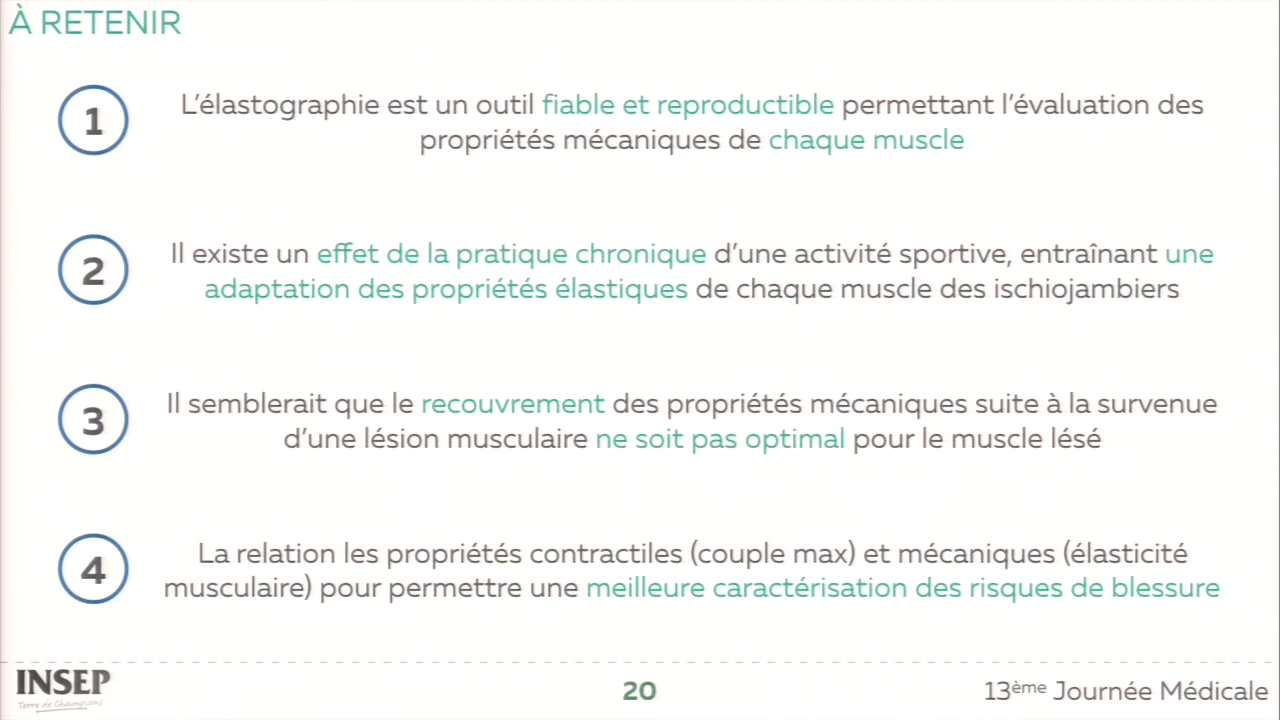 À RETENIR
1
L'élastographie est un outil fiable et reproductible permettant l'évaluation des
propriétés mécaniques de chaque muscle
2
Il existe un effet de la pratique chronique d'une activité sportive, entraînant une
adaptation des propriétés élastiques de chaque muscle des ischiojambiers
3
Il semblerait que le recouvrement des propriétés mécaniques suite à la survenue
d'une lésion musculaire ne soit pas optimal pour le muscle lésé
4
La relation les propriétés contractiles (couple max) et mécaniques (élasticité
musculaire) pour permettre une meilleure caractérisation des risques de blessure
INSEP
Terre de Champions
20
13ème Journée Médicale